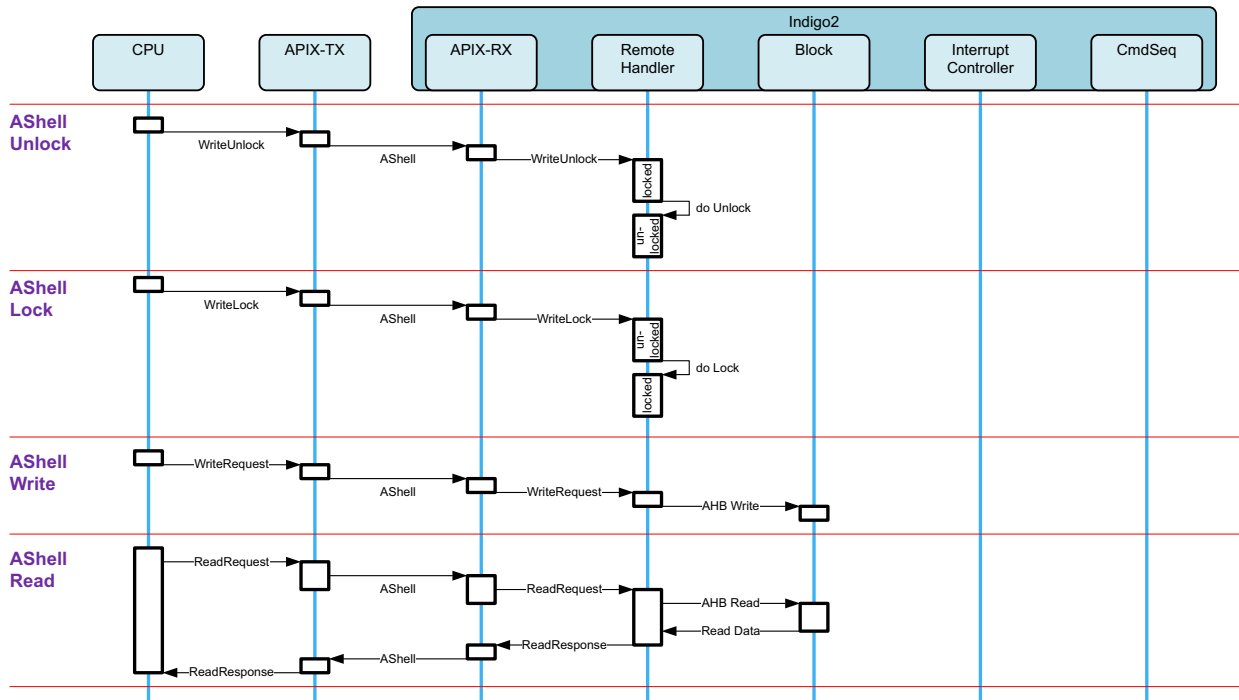 Indigo2
CPU
APIX-TX
APIX-RX
Remote
Handler
Block
Interrupt
Controller
CmdSeq
AShell
Unlock
WriteUnlock
AShell
WriteUnlock
locked
do Unlock
un-
locked
AShell
Lock
WriteLock
AShell
WriteLock
un-
locked
do Lock
locked
AShell
Write
WriteRequest
AShell
WriteRequest
AHB Write
AShell
Read
ReadRequest
AShell
ReadRequest
AHB Read
Read Data
ReadResponse
AShell
ReadResponse